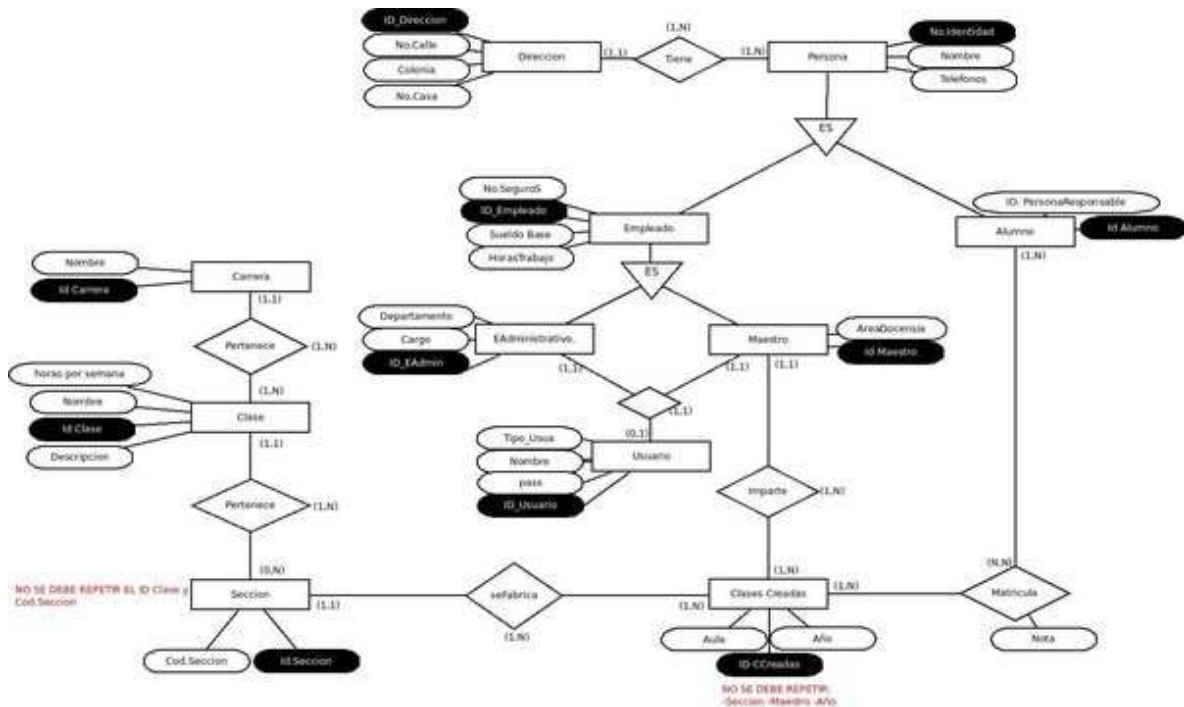 ID_Direccion
No.Calle
Colonia
No.Casa
Direccion
(1,1)
(1,N)
Tiene
(1,N)
Persona
No.Identidad
Nombre
Telefonos
ES
No.SeguroS
ID_Empleado
Sueldo Base
HorasTrabajo
Empleado
ID. PersonaResponsable
Id Alumno
Alumno
(1,N)
ES
Nombre
Id Carrera
Carrera
(1,1)
Pertenece
(1,N)
(1,N)
Departamento
Cargo
ID_EAdmin
EAdministrativo.
(1,1)
Maestro
AreaDocensia
Id Maestro
(1,1)
(1,1)
horas por semana
Nombre
Id Clase
Descripcion
Clase
(1,1)
(1,1)
(0,1)
Tipo_Usua
Nombre
pass
ID_Usuario
Usuario
Pertenece
(1,N)
Imparte
(1,N)
(0,N)
NO SE DEBE REPETIR EL ID Clase y
Cod.Seccion
Seccion
(1,1)
seFabrica
(1,N)
(1,N)
(1,N)
Clases Creadas
(1,N)
(N,N)
Matricula
Nota
Cod.Seccion
Id.Seccion
Aula
Año
ID CCreadas
NO SE DEBE REPETIR:
-Seccion -Maestro -Año